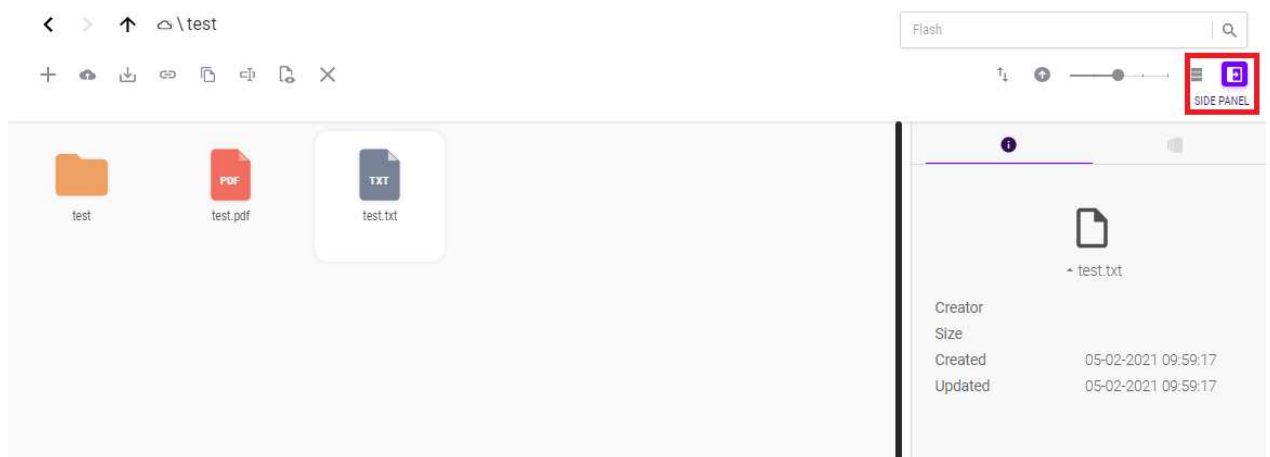 \ test
Flash
SIDE PANEL
PDF
TXT
test
test.pdf
test.txt
test.txt
Creator
Size
Created 05-02-2021 09:59:17
Updated 05-02-2021 09:59:17